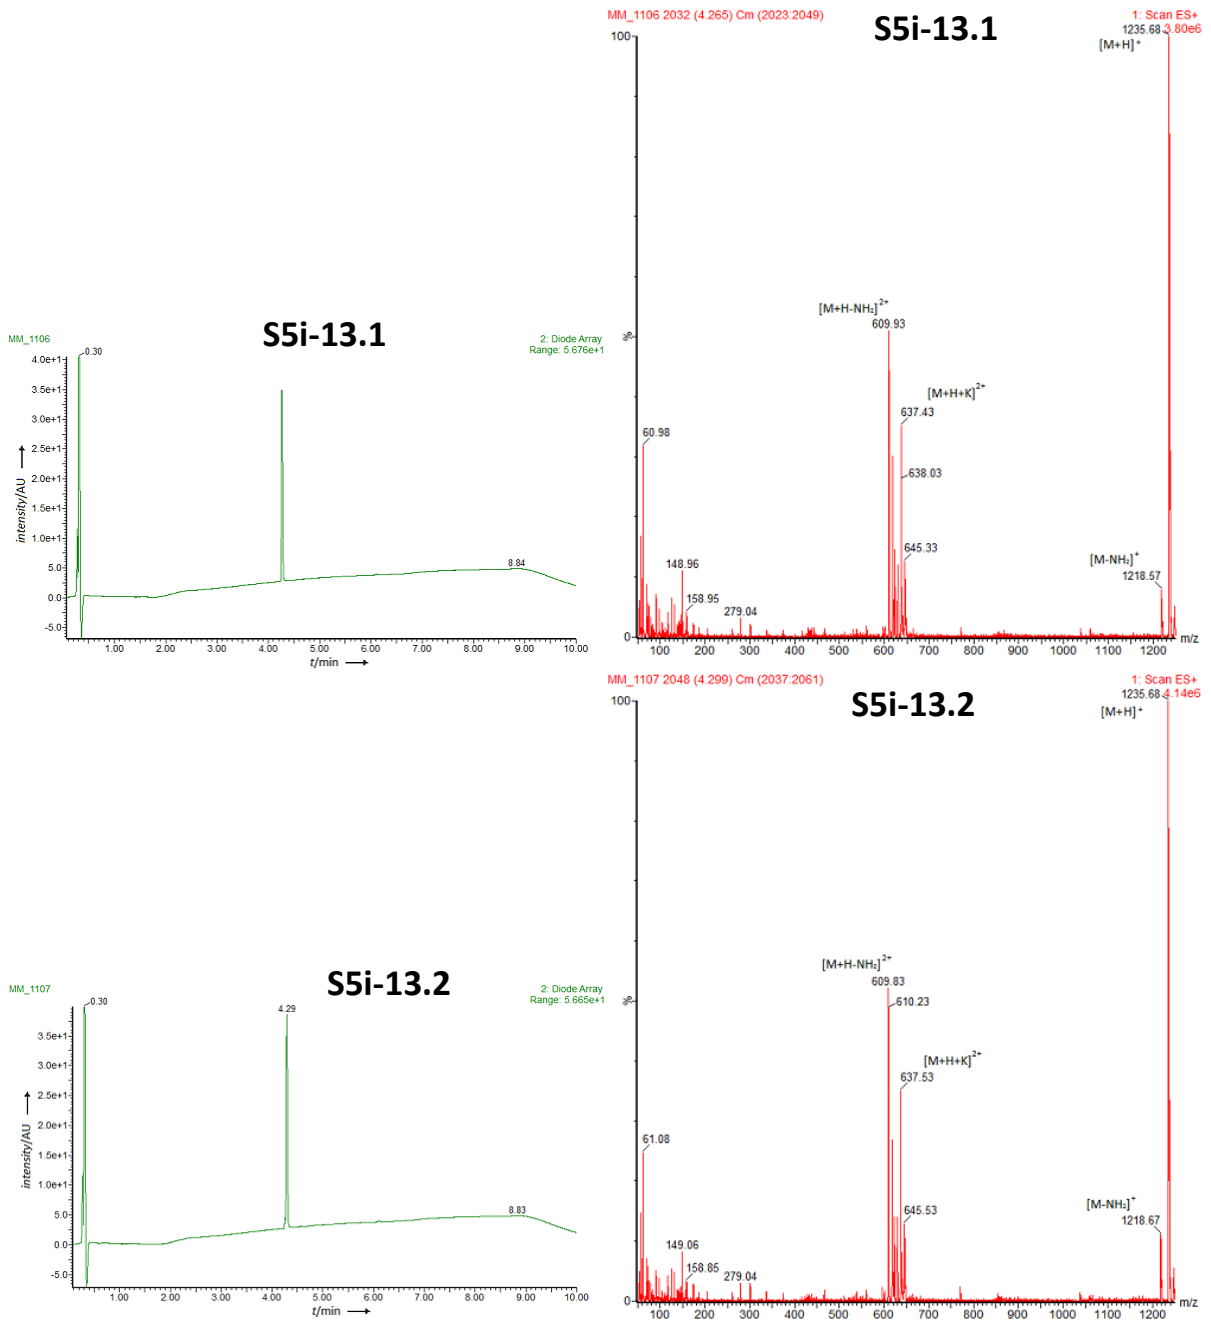 MM_1106 2032 (4.265) Cm (2023:2049)
S5i-13.1
1: Scan ES+
3.80e6
1235.68
[M+H]⁺
100
%
0
[M+H-NH₂]²⁺
609.93
[M+H+K]²⁺
637.43
638.03
645.33
60.98
148.96
158.95
279.04
[M-NH₂]⁺
1218.57
100 200 300 400 500 600 700 800 900 1000 1100 1200
m/z
MM_1106
S5i-13.1
2: Diode Array
Range: 5.676e+1
0.30
8.84
intensity/AU
4.0e+1
3.5e+1
3.0e+1
2.5e+1
2.0e+1
1.5e+1
1.0e+1
5.0
0.0
-5.0
1.00 2.00 3.00 4.00 5.00 6.00 7.00 8.00 9.00 10.00
t/min
MM_1107 2048 (4.299) Cm (2037:2061)
S5i-13.2
1: Scan ES+
4.14e6
1235.68
[M+H]⁺
100
%
0
[M+H-NH₂]²⁺
609.83
610.23
[M+H+K]²⁺
637.53
645.53
61.08
149.06
158.85
279.04
[M-NH₂]⁺
1218.67
100 200 300 400 500 600 700 800 900 1000 1100 1200
m/z
MM_1107
S5i-13.2
2: Diode Array
Range: 5.665e+1
0.30
4.29
8.83
intensity/AU
3.5e+1
3.0e+1
2.5e+1
2.0e+1
1.5e+1
1.0e+1
5.0
0.0
-5.0
1.00 2.00 3.00 4.00 5.00 6.00 7.00 8.00 9.00 10.00
t/min